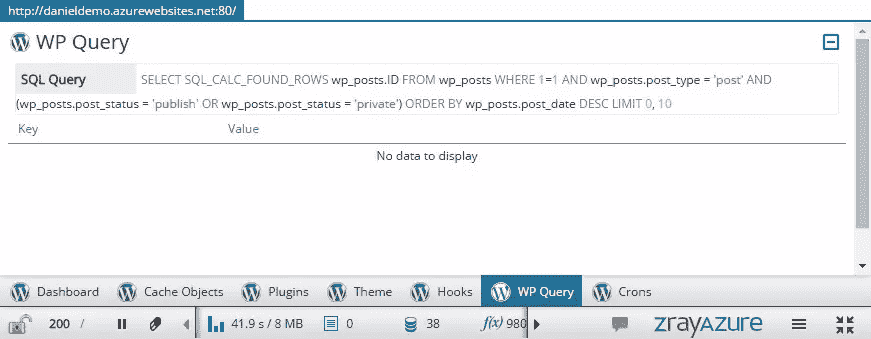 http://danieldemo.azurewebsites.net:80/
WP Query
SQL Query SELECT SQL_CALC_FOUND_ROWS wp_posts.ID FROM wp_posts WHERE 1=1 AND wp_posts.post_type = 'post' AND
(wp_posts.post_status = 'publish' OR wp_posts.post_status = 'private') ORDER BY wp_posts.post_date DESC LIMIT 0, 10
Key Value
No data to display
Dashboard Cache Objects Plugins Theme Hooks WP Query Crons
200 / 41.9 s / 8 MB 0 38 f(x) 980 zrayAzure